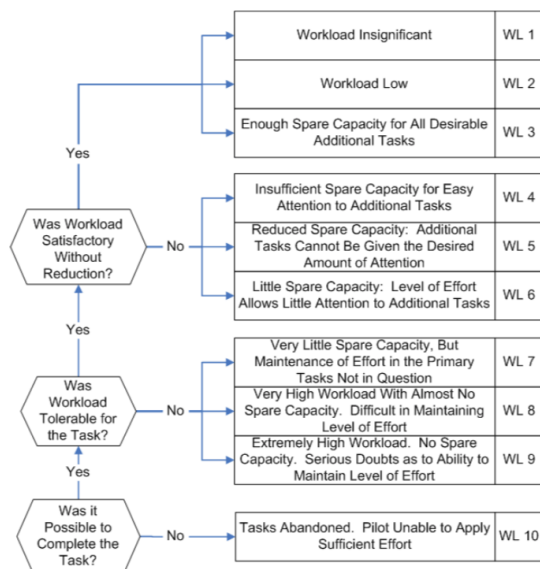 Workload Insignificant
WL 1
Workload Low
WL 2
Enough Spare Capacity for All Desirable
Additional Tasks
WL 3
Yes
Was Workload
Satisfactory
Without
Reduction?
No
Insufficient Spare Capacity for Easy
Attention to Additional Tasks
WL 4
Reduced Spare Capacity: Additional
Tasks Cannot Be Given the Desired
Amount of Attention
WL 5
Little Spare Capacity: Level of Effort
Allows Little Attention to Additional Tasks
WL 6
Yes
Was
Workload
Tolerable for
the Task?
No
Very Little Spare Capacity, But
Maintenance of Effort in the Primary
Tasks Not in Question
WL 7
Very High Workload With Almost No
Spare Capacity. Difficult in Maintaining
Level of Effort
WL 8
Extremely High Workload. No Spare
Capacity. Serious Doubts as to Ability to
Maintain Level of Effort
WL 9
Yes
Was it
Possible to
Complete the
Task?
No
Tasks Abandoned. Pilot Unable to Apply
Sufficient Effort
WL 10